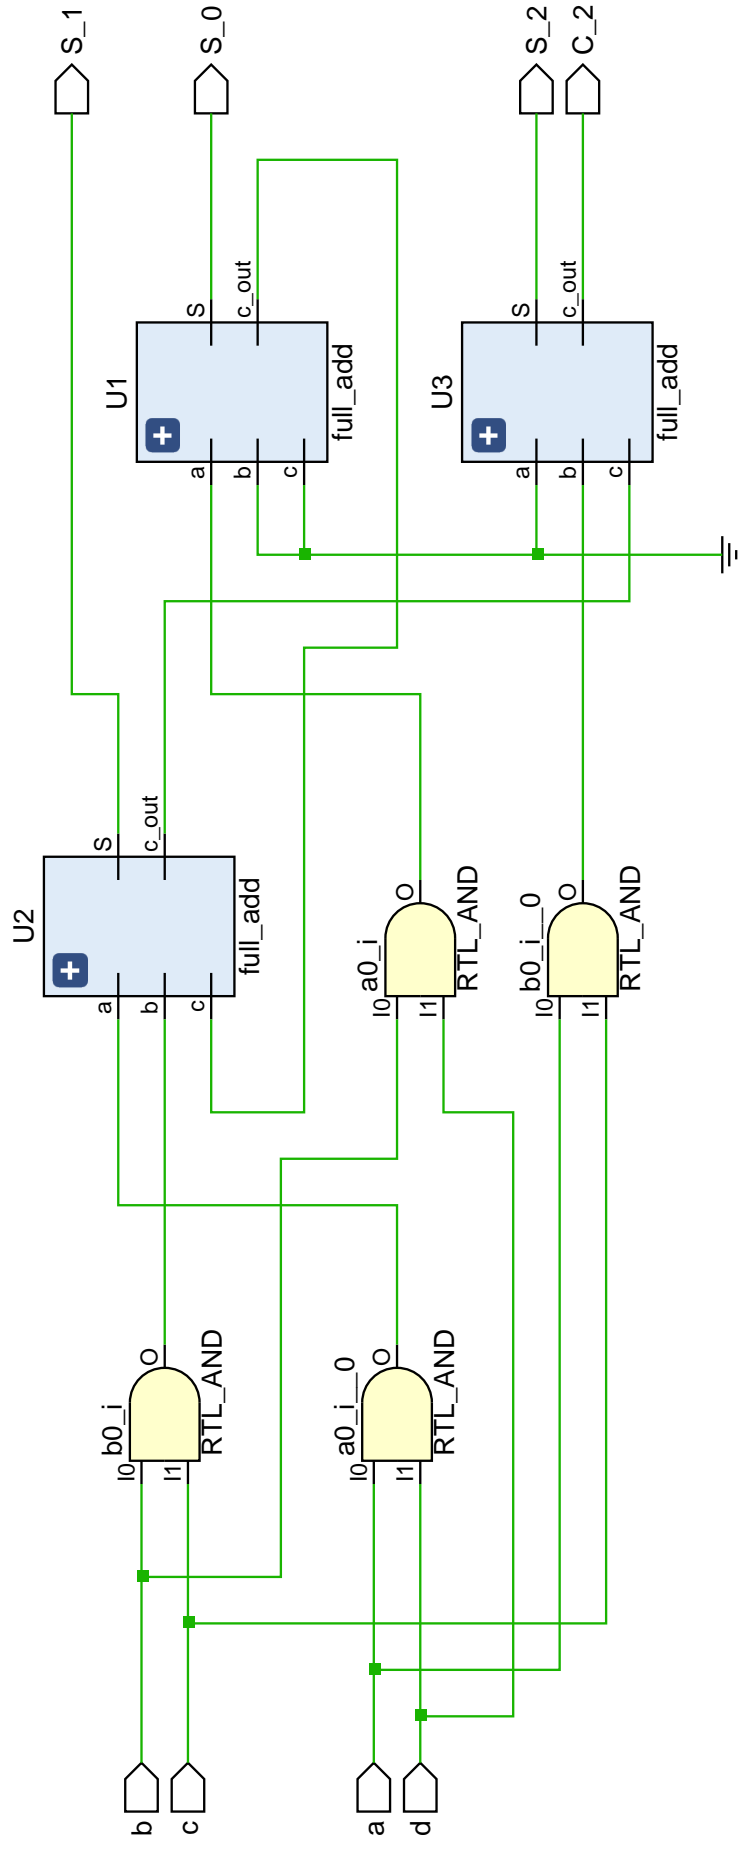 S_1
S_0
S_2
C_2
U1
a
b
c
S
c_out
full_add
U3
a
b
c
S
c_out
full_add
U2
a
b
c
S
c_out
full_add
a0_i
I0
I1
O
RTL_AND
b0_i__0
I0
I1
O
RTL_AND
b0_i
I0
I1
O
RTL_AND
a0_i__0
I0
I1
O
RTL_AND
b
c
a
d